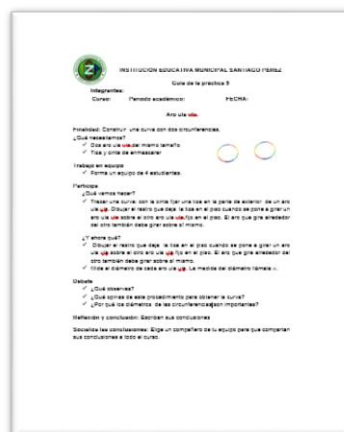 INSTITUCIÓN EDUCATIVA MUNICIPAL SANTIAGO PÉREZ
Guía de la práctica 5
Integrantes:
Curso: Periodo académico: FECHA:
Aro ula ula.
Finalidad: Construir una curva con dos circunferencias.
¿Qué necesitamos?
✓ Dos aro ula ula del mismo tamaño
✓ Tiza y cinta de enmascarar
Trabajo en equipo
✓ Forma un equipo de 4 estudiantes.
Participa
¿Qué vamos hacer?
✓ Trazar una curva: con la cinta fijar una tiza en la parte de exterior de un aro
ula ula. Dibujar el rastro que deja la tiza en el piso cuando se pone a girar un
aro ula ula sobre el otro aro ula ula fijo en el piso. El aro que gira alrededor
del otro también debe girar sobre sí mismo.
¿Y ahora qué?
✓ Dibujar el rastro que deja la tiza en el piso cuando se pone a girar un aro
ula ula sobre el otro aro ula ula fijo en el piso. El aro que gira alrededor del
otro también debe girar sobre sí mismo.
✓ Mide el diámetro de cada aro ula ula. La medida del diámetro llámela
Debate
✓ ¿Qué observas?
✓ ¿Qué opinas de este procedimiento para obtener la curva?
✓ ¿Por qué los diámetros de las circunferencias son importantes?
Reflexión y conclusión: Escriban sus conclusiones
Socializa las conclusiones: Elige un compañero de tu equipo para que compartan
sus conclusiones a todo el curso.